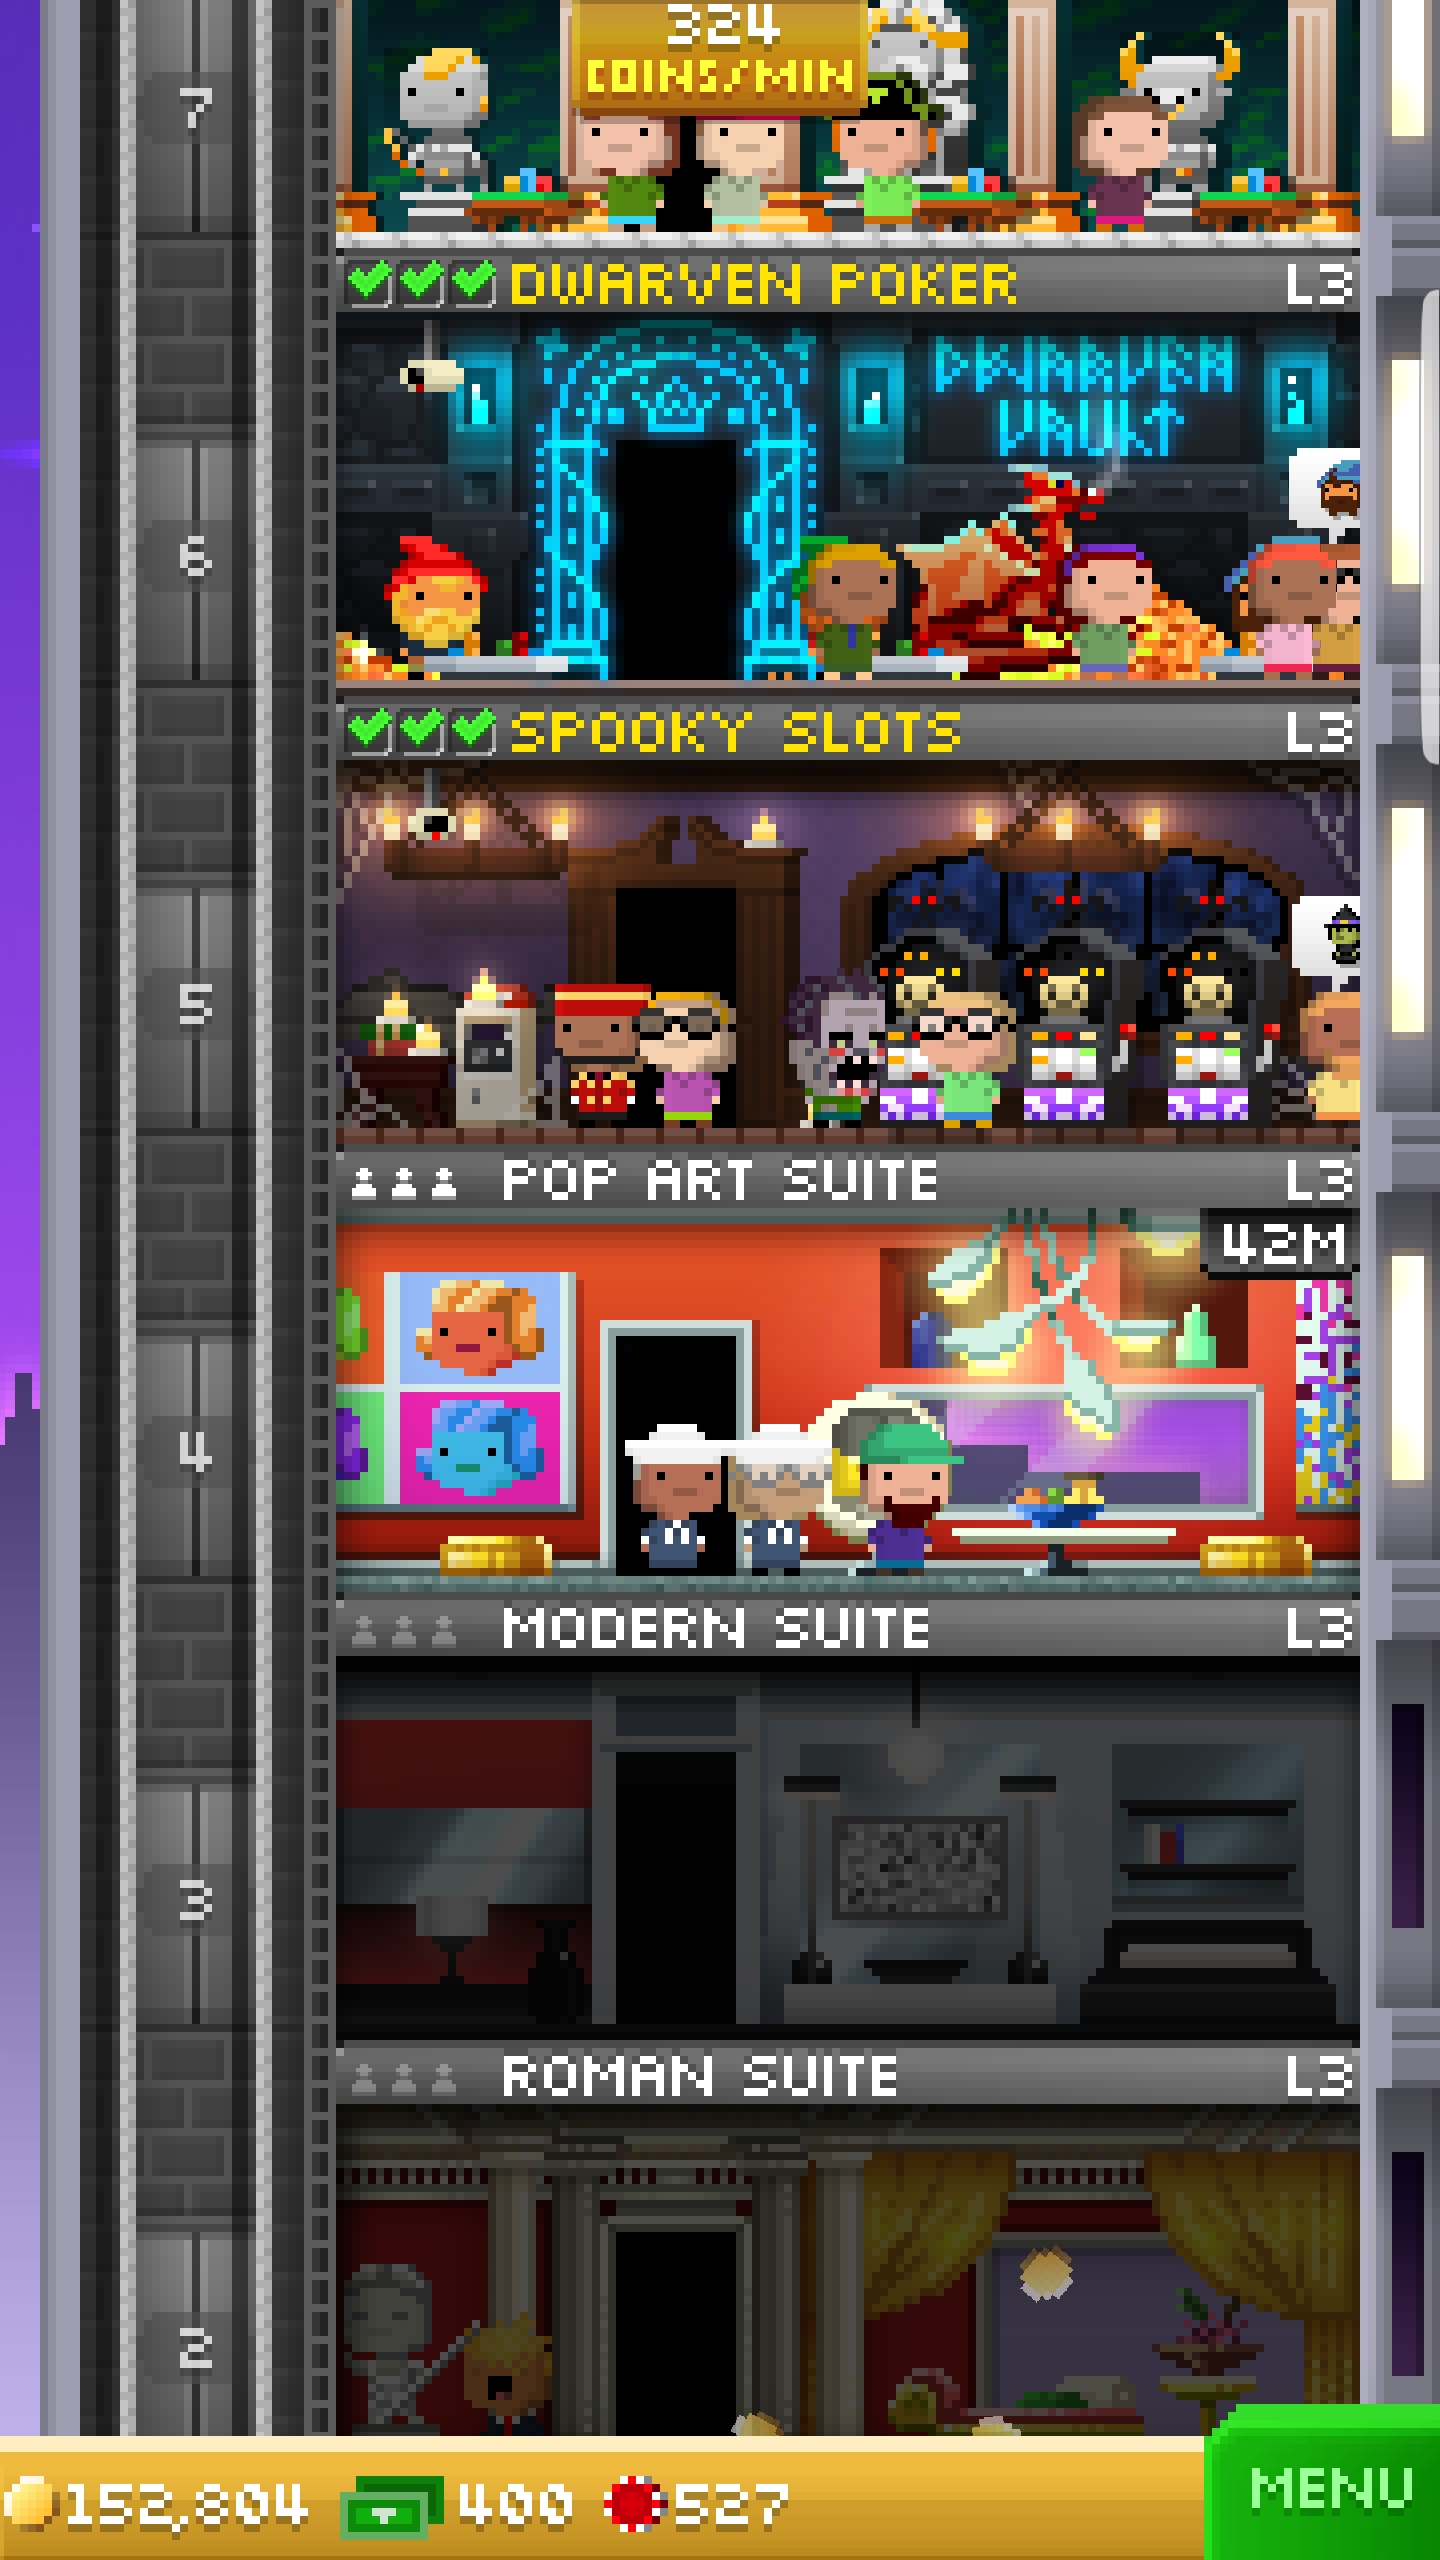 324
COINS/MIN
7
DWARVEN POKER L3
DWARVEN
VAULT
6
SPOOKY SLOTS L3
5
POP ART SUITE L3
42M
4
MODERN SUITE L3
3
ROMAN SUITE L3
2
152,804 400 527
MENU